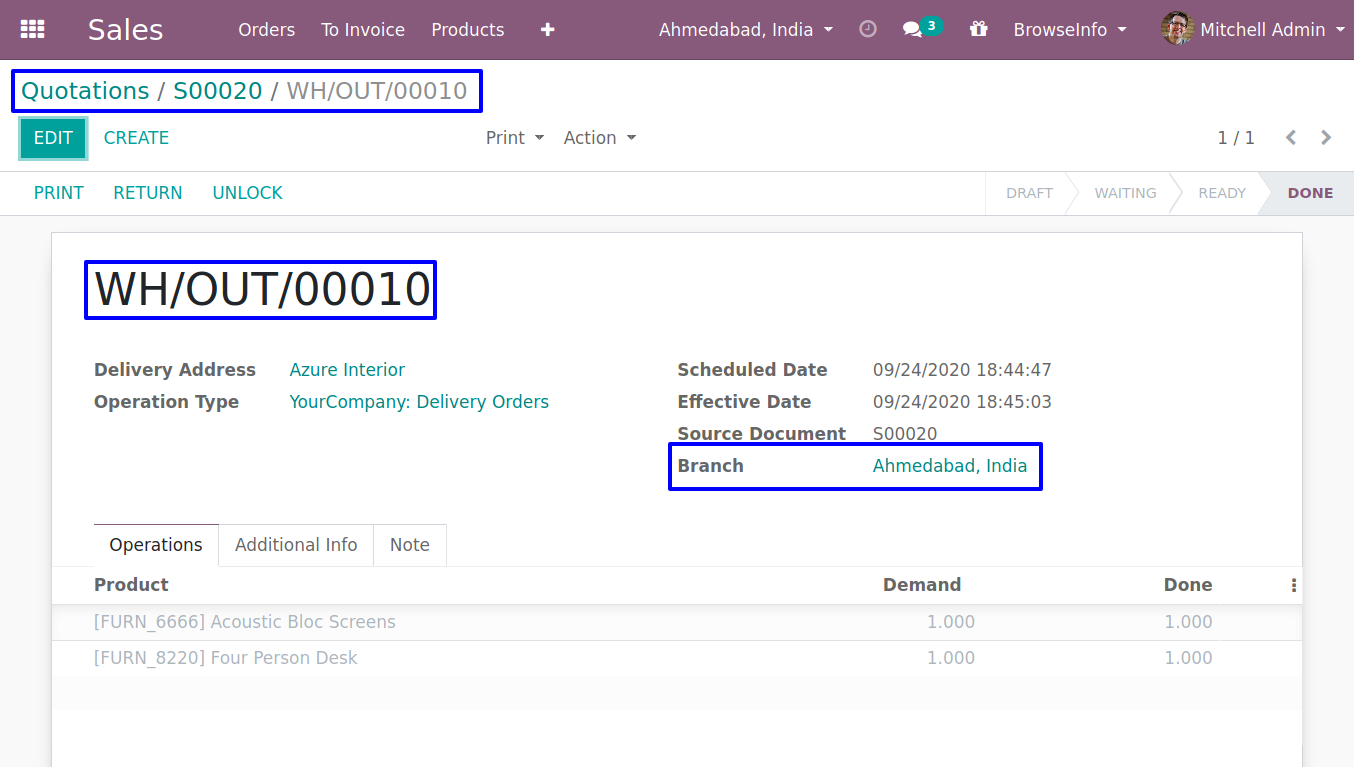 Sales Orders To Invoice Products Ahmedabad, India 3 BrowseInfo Mitchell Admin
Quotations / S00020 / WH/OUT/00010
EDIT CREATE Print Action 1 / 1
PRINT RETURN UNLOCK DRAFT WAITING READY DONE
WH/OUT/00010
Delivery Address Azure Interior Scheduled Date 09/24/2020 18:44:47
Operation Type YourCompany: Delivery Orders Effective Date 09/24/2020 18:45:03
Source Document S00020
Branch Ahmedabad, India
Operations Additional Info Note
Product Demand Done
[FURN_6666] Acoustic Bloc Screens 1.000 1.000
[FURN_8220] Four Person Desk 1.000 1.000